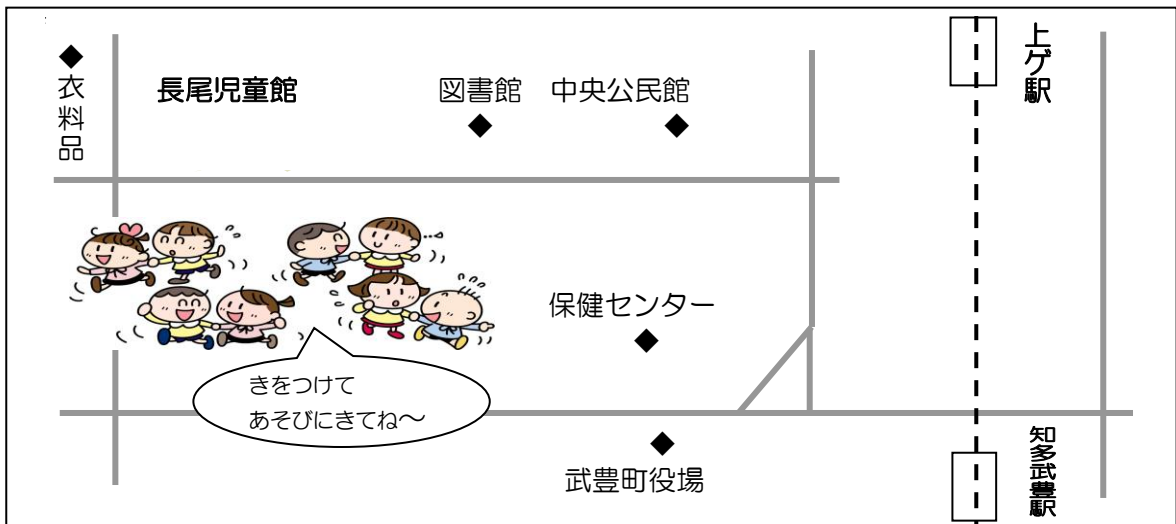 ◆
衣料品
長尾児童館
図書館
◆
中央公民館
◆
上ゲ駅
保健センター
◆
きをつけて
あそびにきてね～
◆
武豊町役場
知多武豊駅